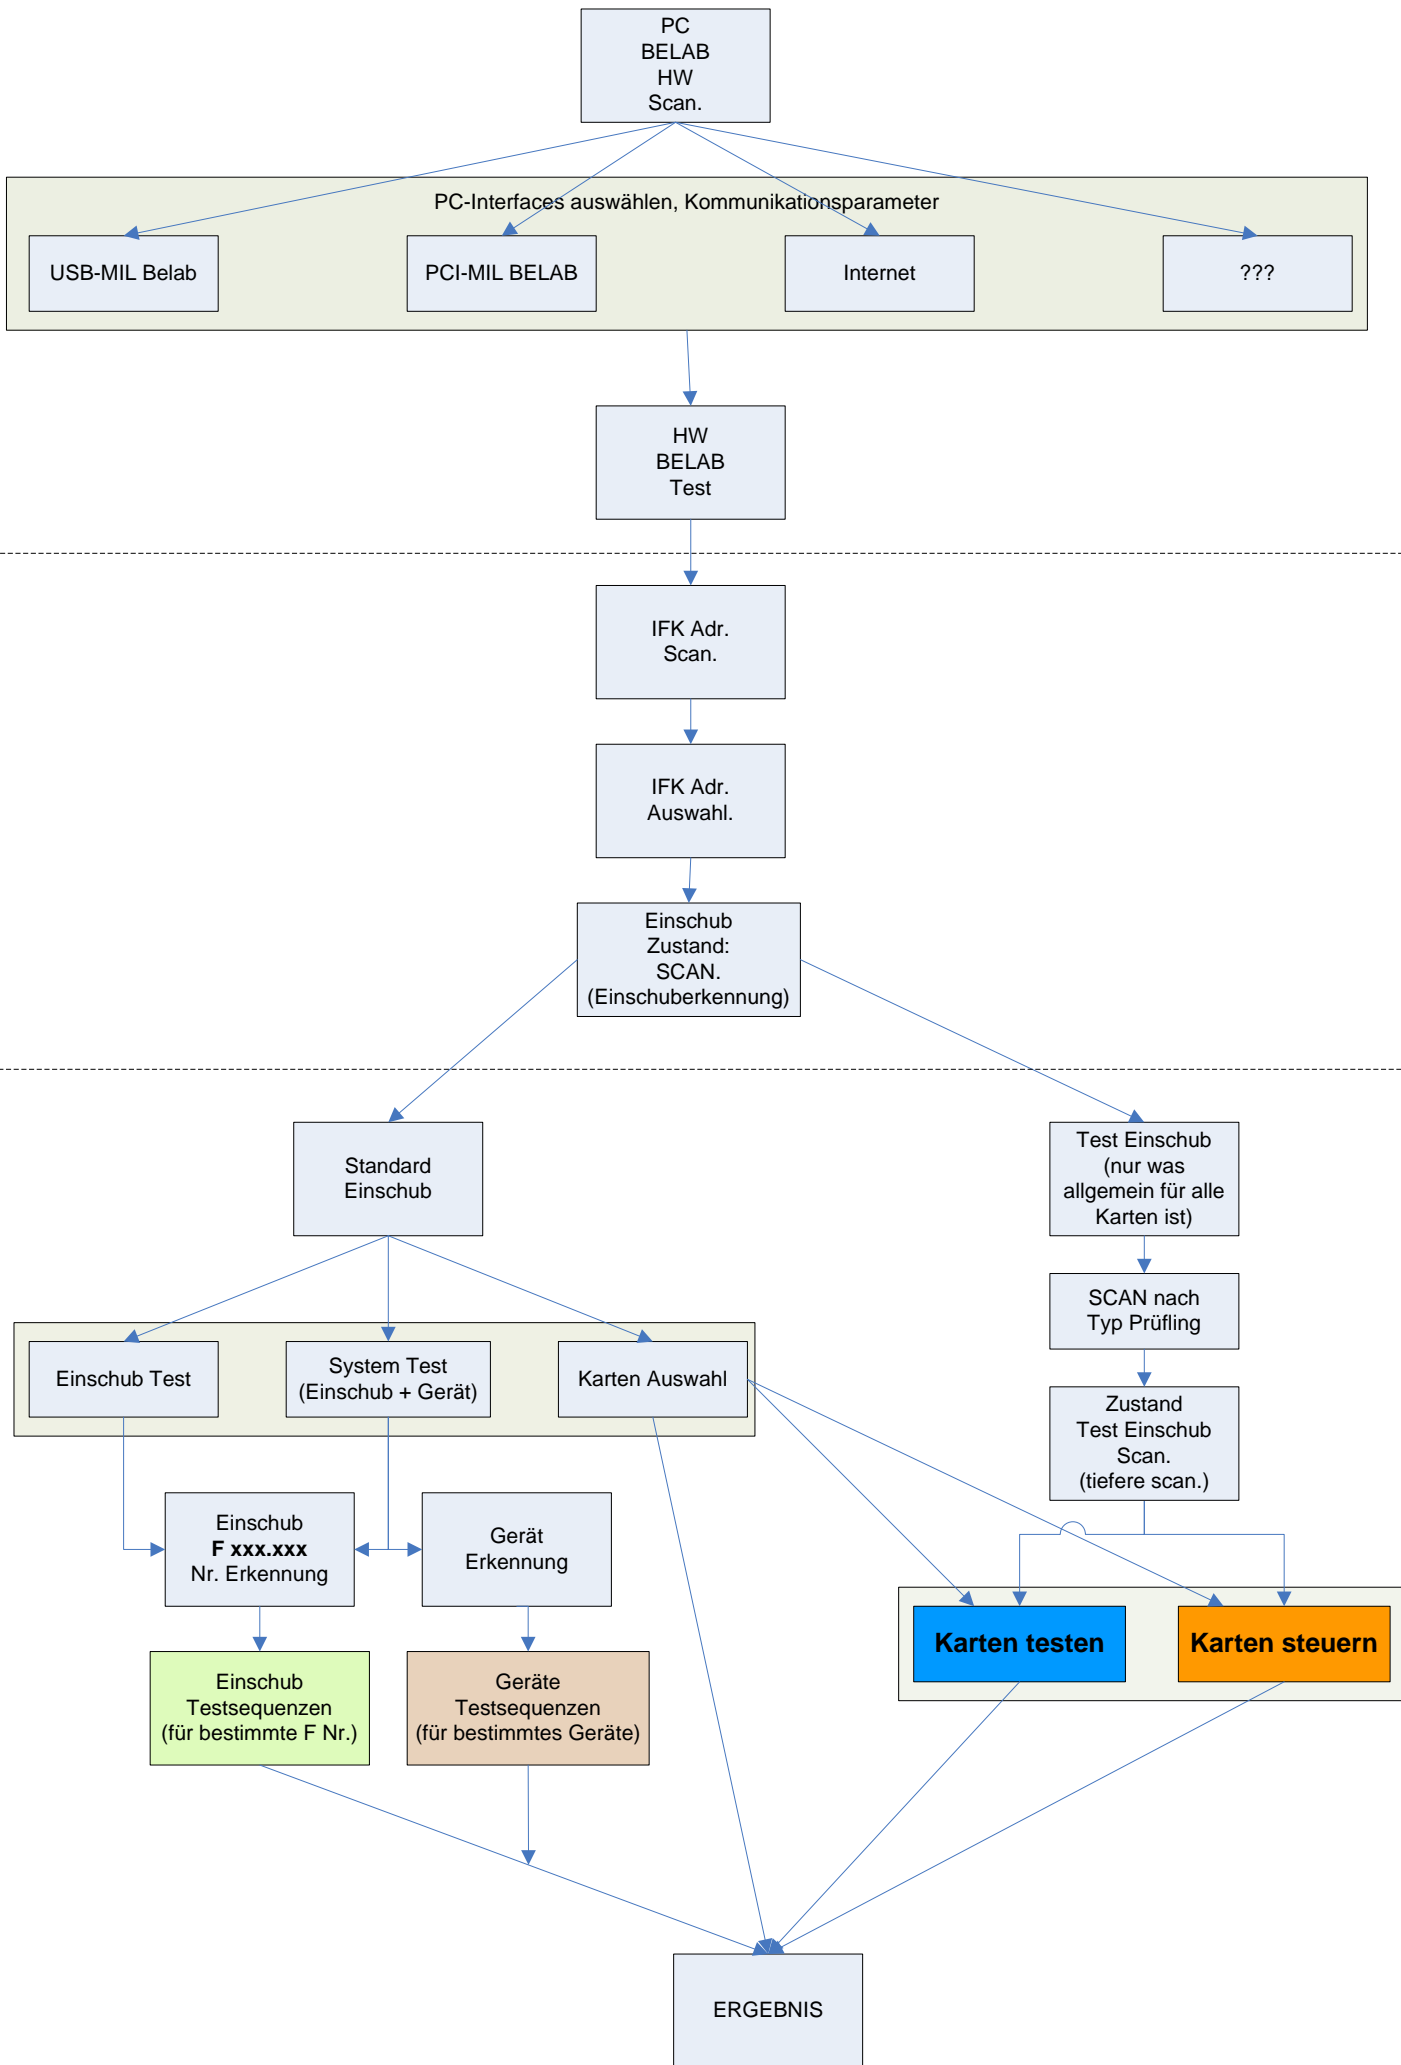 PC
BELAB
HW
Scan.
PC-Interfaces auswählen, Kommunikationsparameter
USB-MIL Belab
PCI-MIL BELAB
Internet
???
HW
BELAB
Test
IFK Adr.
Scan.
IFK Adr.
Auswahl.
Einschub
Zustand:
SCAN.
(Einschuberkennung)
Standard
Einschub
Test Einschub
(nur was
allgemein für alle
Karten ist)
SCAN nach
Typ Prüfling
Einschub Test
System Test
(Einschub + Gerät)
Karten Auswahl
Zustand
Test Einschub
Scan.
(tiefere scan.)
Einschub
F xxx.xxx
Nr. Erkennung
Gerät
Erkennung
Karten testen
Karten steuern
Einschub
Testsequenzen
(für bestimmte F Nr.)
Geräte
Testsequenzen
(für bestimmtes Geräte)
ERGEBNIS